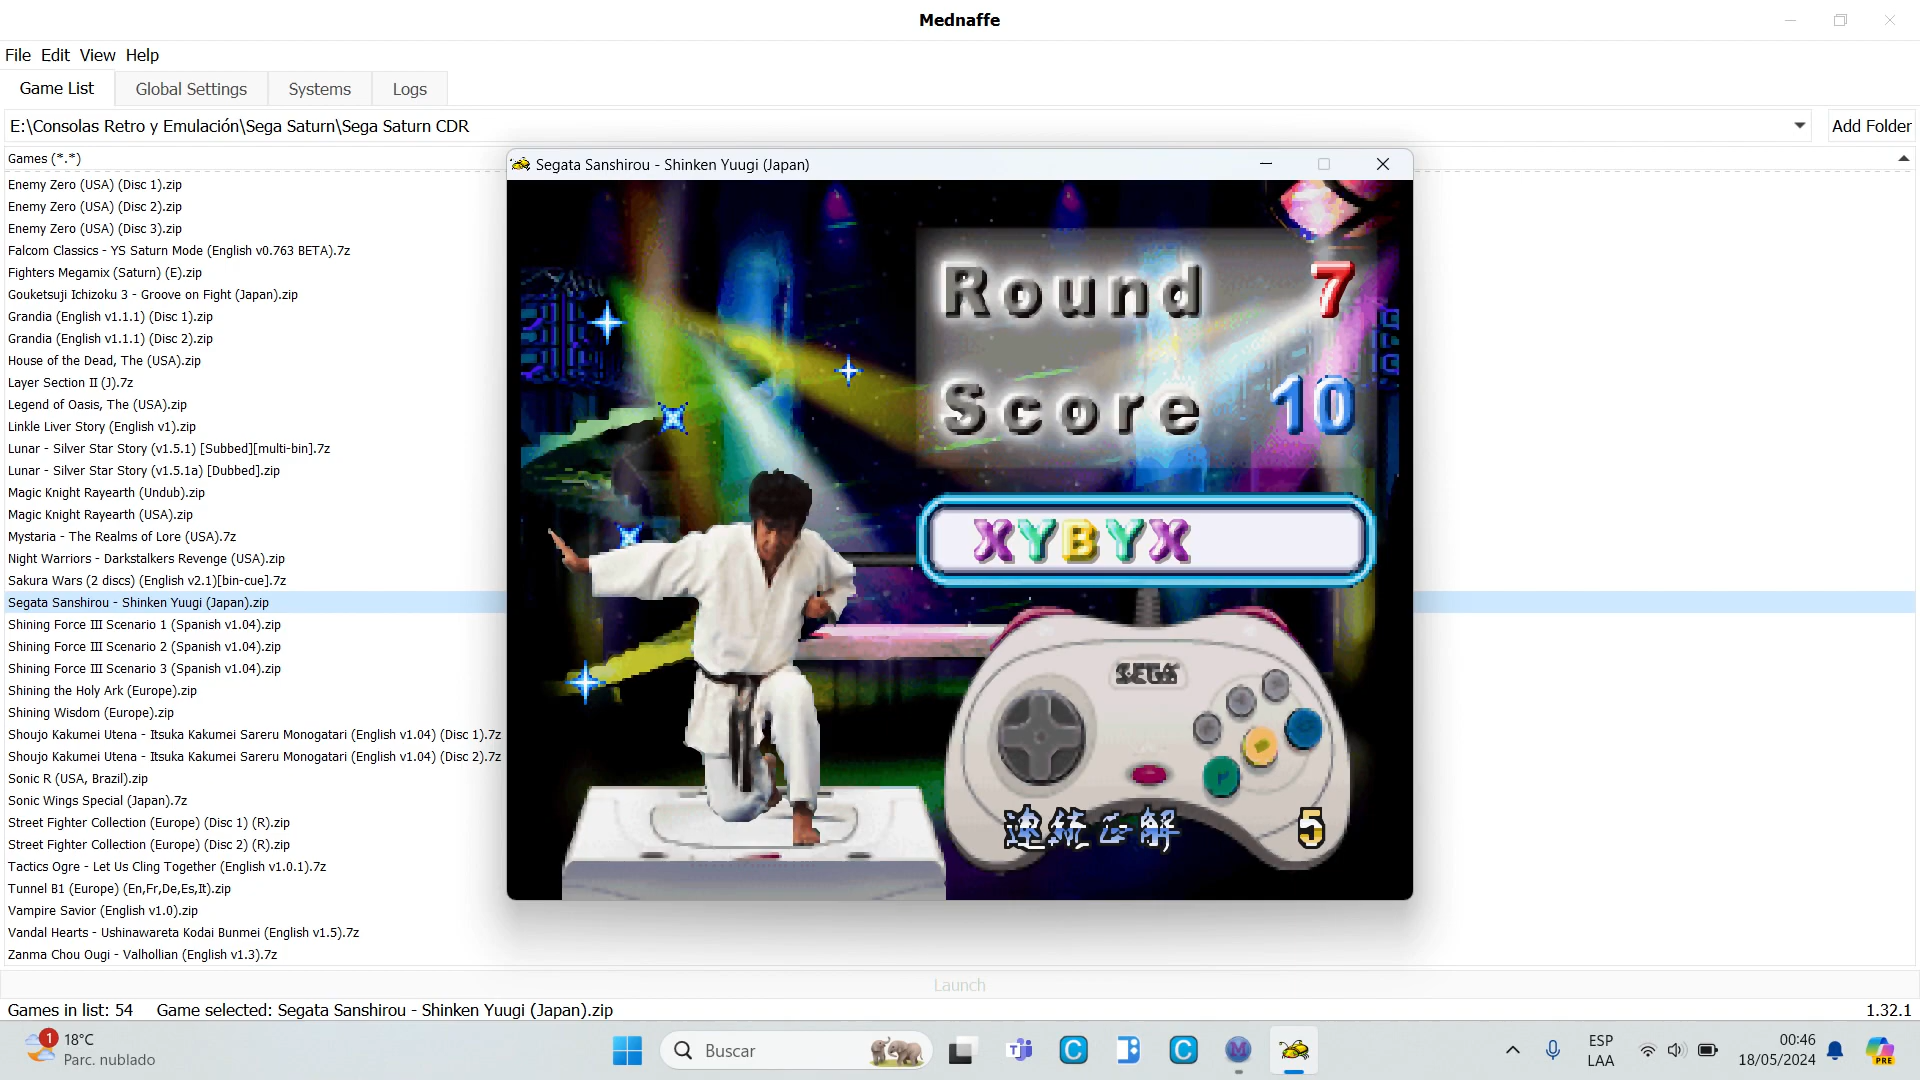 Mednaffe
File Edit View Help
Game List Global Settings Systems Logs
E:\Consolas Retro y Emulación\Sega Saturn\Sega Saturn CDR Add Folder
Games (*.*)
Enemy Zero (USA) (Disc 1).zip
Enemy Zero (USA) (Disc 2).zip
Enemy Zero (USA) (Disc 3).zip
Falcom Classics - YS Saturn Mode (English v0.763 BETA).7z
Fighters Megamix (Saturn) (E).zip
Gouketsuji Ichizoku 3 - Groove on Fight (Japan).zip
Grandia (English v1.1.1) (Disc 1).zip
Grandia (English v1.1.1) (Disc 2).zip
House of the Dead, The (USA).zip
Layer Section II (J).7z
Legend of Oasis, The (USA).zip
Linkle Liver Story (English v1).zip
Lunar - Silver Star Story (v1.5.1) [Subbed][multi-bin].7z
Lunar - Silver Star Story (v1.5.1a) [Dubbed].zip
Magic Knight Rayearth (Undub).zip
Magic Knight Rayearth (USA).zip
Mystaria - The Realms of Lore (USA).7z
Night Warriors - Darkstalkers Revenge (USA).zip
Sakura Wars (2 discs) (English v2.1)[bin-cue].7z
Segata Sanshirou - Shinken Yuugi (Japan).zip
Shining Force III Scenario 1 (Spanish v1.04).zip
Shining Force III Scenario 2 (Spanish v1.04).zip
Shining Force III Scenario 3 (Spanish v1.04).zip
Shining the Holy Ark (Europe).zip
Shining Wisdom (Europe).zip
Shoujo Kakumei Utena - Itsuka Kakumei Sareru Monogatari (English v1.04) (Disc 1).7z
Shoujo Kakumei Utena - Itsuka Kakumei Sareru Monogatari (English v1.04) (Disc 2).7z
Sonic R (USA, Brazil).zip
Sonic Wings Special (Japan).7z
Street Fighter Collection (Europe) (Disc 1) (R).zip
Street Fighter Collection (Europe) (Disc 2) (R).zip
Tactics Ogre - Let Us Cling Together (English v1.0.1).7z
Tunnel B1 (Europe) (En,Fr,De,Es,It).zip
Vampire Savior (English v1.0).zip
Vandal Hearts - Ushinawareta Kodai Bunmei (English v1.5).7z
Zanma Chou Ougi - Valhollian (English v1.3).7z
Segata Sanshirou - Shinken Yuugi (Japan)
Round 7
Score 10
XYBYX
SEGA
連続正解 5
Launch
Games in list: 54 Game selected: Segata Sanshirou - Shinken Yuugi (Japan).zip 1.32.1
1 18°C
Parc. nublado
Buscar
ESP
LAA
00:46
18/05/2024
PRE